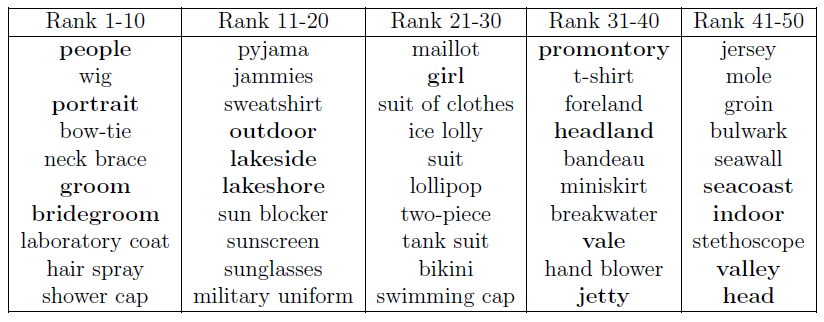 Rank 1-10 Rank 11-20 Rank 21-30 Rank 31-40 Rank 41-50
people pyjama maillot promontory jersey
wig jammies girl t-shirt mole
portrait sweatshirt suit of clothes foreland groin
bow-tie outdoor ice lolly headland bulwark
neck brace lakeside suit bandeau seawall
groom lakeshore lollipop miniskirt seacoast
bridegroom sun blocker two-piece breakwater indoor
laboratory coat sunscreen tank suit vale stethoscope
hair spray sunglasses bikini hand blower valley
shower cap military uniform swimming cap jetty head